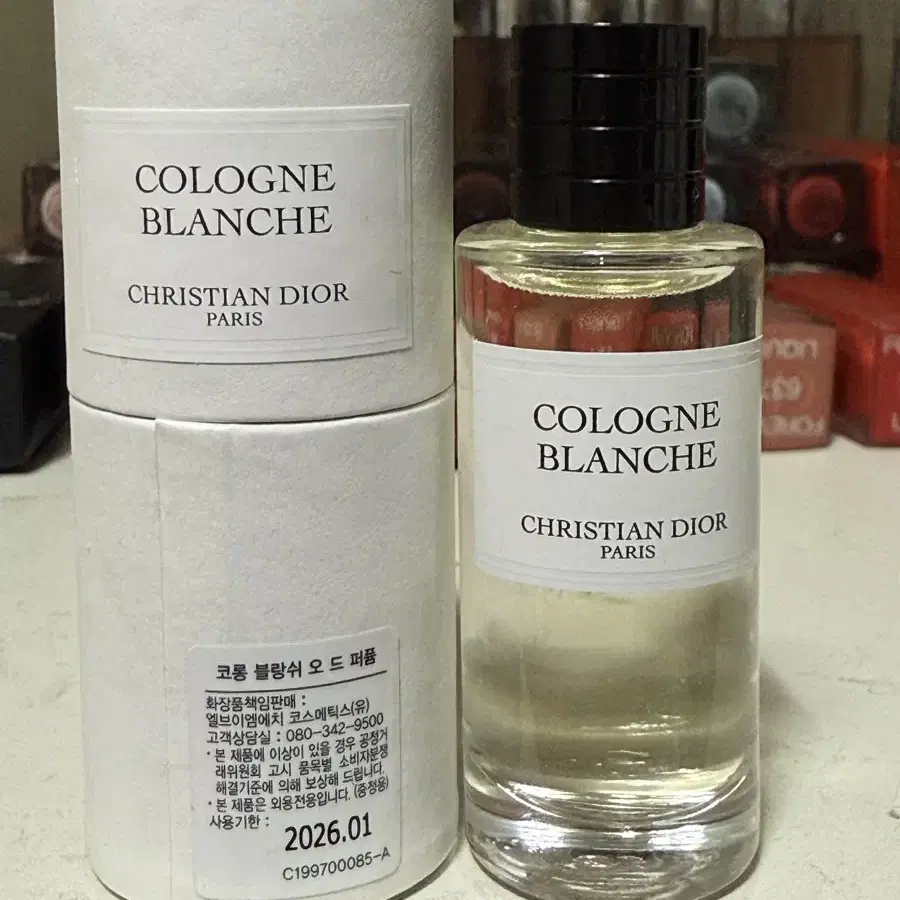 COLOGNE
BLANCHE
CHRISTIAN DIOR
PARIS
코롱 블랑쉬 오 드 퍼퓸
화장품책임판매 :
엘브이엠에치 코스메틱스(유)
고객상담실 : 080-342-9500
* 본 제품에 이상이 있을 경우 공정거
래위원회 고시 품목별 소비자분쟁
해결기준에 의해 보상해 드립니다.
* 본 제품은 외용전용입니다. (증정용)
사용기한 :
2026.01
C199700085-A
COLOGNE
BLANCHE
CHRISTIAN DIOR
PARIS